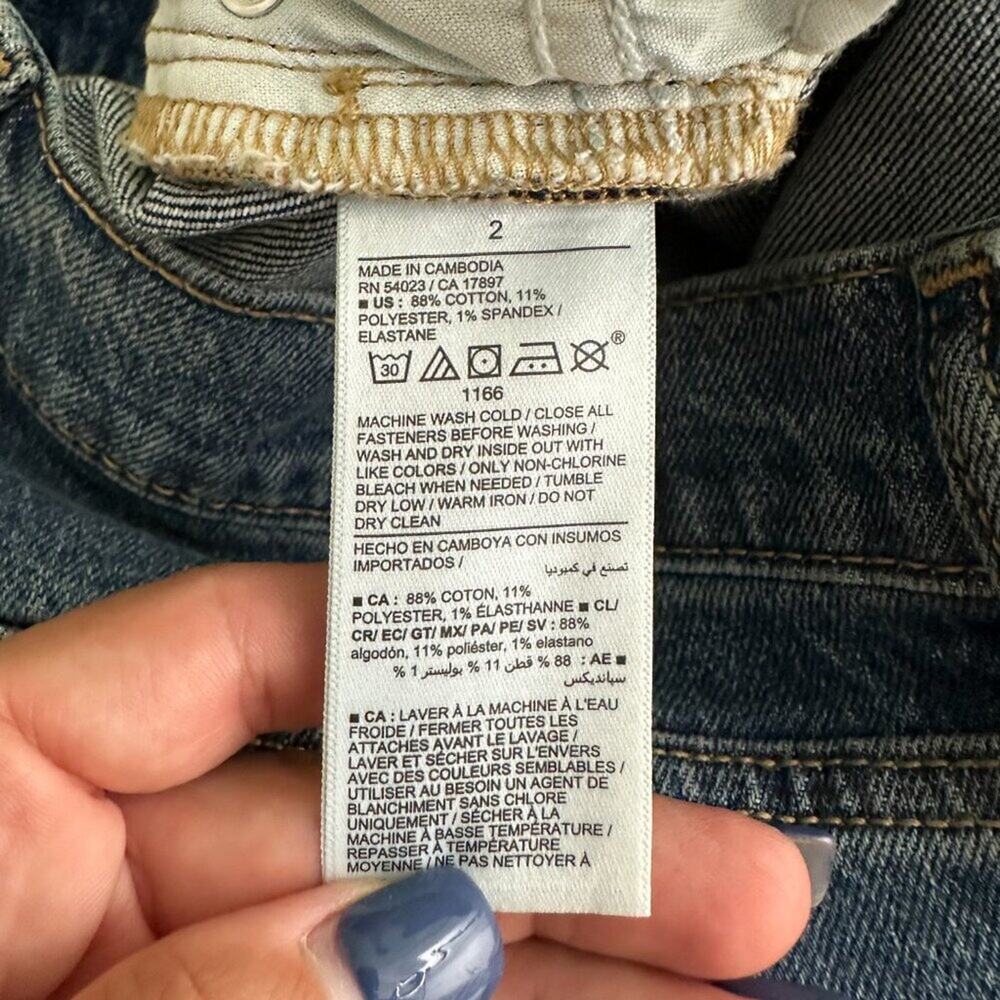 2
MADE IN CAMBODIA
RN 54023 / CA 17897
■ US : 88% COTTON, 11%
POLYESTER, 1% SPANDEX /
ELASTANE
30
®
1166
MACHINE WASH COLD / CLOSE ALL
FASTENERS BEFORE WASHING /
WASH AND DRY INSIDE OUT WITH
LIKE COLORS / ONLY NON-CHLORINE
BLEACH WHEN NEEDED / TUMBLE
DRY LOW / WARM IRON / DO NOT
DRY CLEAN
HECHO EN CAMBOYA CON INSUMOS
IMPORTADOS /
تصنع في كمبوديا
■ CA : 88% COTON, 11%
POLYESTER, 1% ÉLASTHANNE ■ CL/
CR/ EC/ GT/ MX/ PA/ PE/ SV : 88%
algodón, 11% poliéster, 1% elastano
■ AE : 88 % قطن 11 % بوليستر 1 %
سباندیکس
■ CA : LAVER À LA MACHINE À L'EAU
FROIDE / FERMER TOUTES LES
ATTACHES AVANT LE LAVAGE /
LAVER ET SÉCHER SUR L'ENVERS
AVEC DES COULEURS SEMBLABLES /
UTILISER AU BESOIN UN AGENT DE
BLANCHIMENT SANS CHLORE
UNIQUEMENT / SÉCHER À LA
MACHINE À BASSE TEMPÉRATURE /
REPASSER À TEMPÉRATURE
MOYENNE / NE PAS NETTOYER À